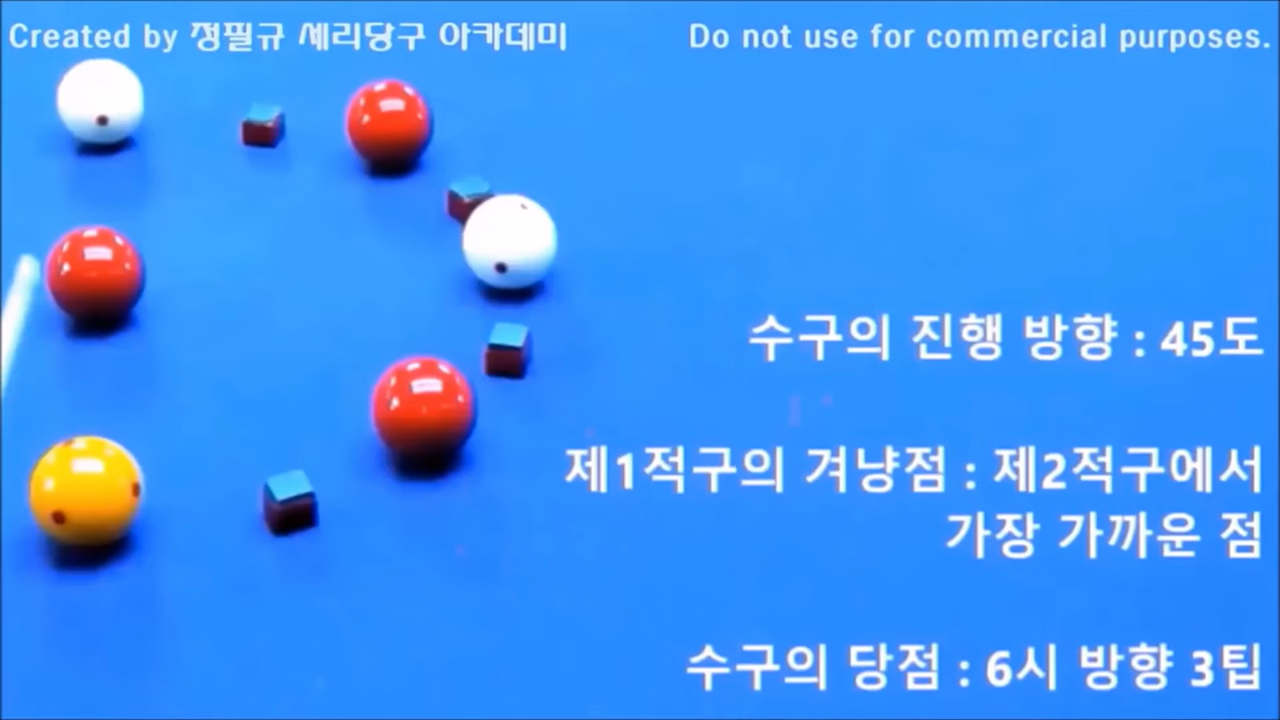 Created by 정필규 세리당구 아카데미
Do not use for commercial purposes.
수구의 진행 방향 : 45도
제1적구의 겨냥점 : 제2적구에서
가장 가까운 점
수구의 당점 : 6시 방향 3팁